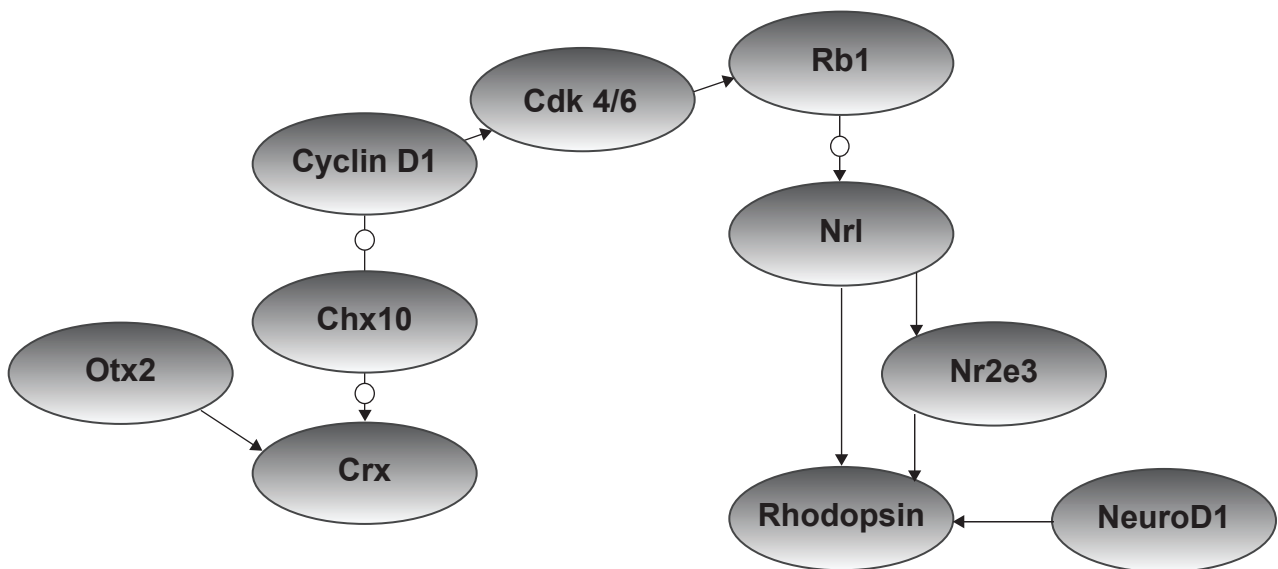 Rb1
Cdk 4/6
Cyclin D1
Nrl
Chx10
Otx2
Nr2e3
Crx
Rhodopsin
NeuroD1